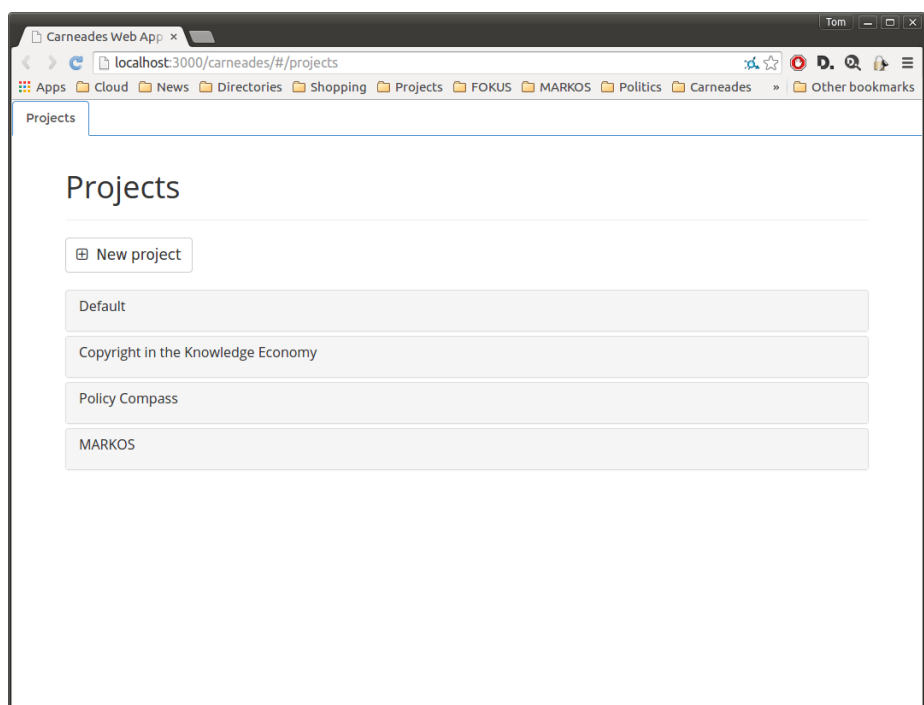 Tom
Carneades Web App ×
localhost:3000/carneades/#/projects D.
Apps Cloud News Directories Shopping Projects FOKUS MARKOS Politics Carneades » Other bookmarks
Projects
Projects
New project
Default
Copyright in the Knowledge Economy
Policy Compass
MARKOS